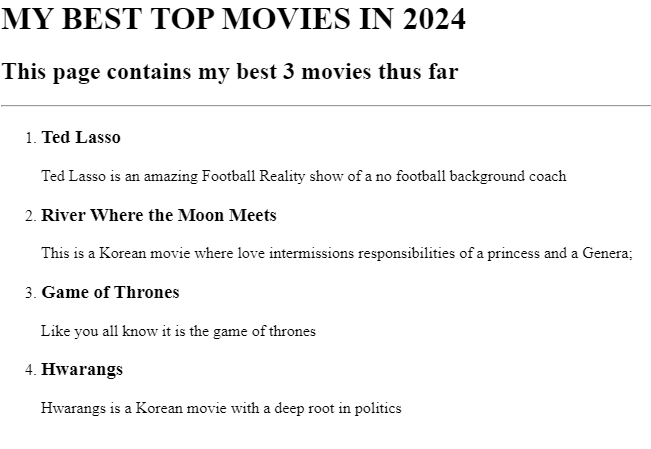 MY BEST TOP MOVIES IN 2024
This page contains my best 3 movies thus far
1. Ted Lasso
Ted Lasso is an amazing Football Reality show of a no football background coach
2. River Where the Moon Meets
This is a Korean movie where love intermissions responsibilities of a princess and a Genera;
3. Game of Thrones
Like you all know it is the game of thrones
4. Hwarangs
Hwarangs is a Korean movie with a deep root in politics